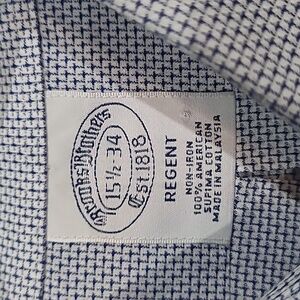 Brooks Brothers
15½-34
Est 1818
REGENT
NON-IRON
100% AMERICAN
SUPIMA COTTON
MADE IN MALAYSIA